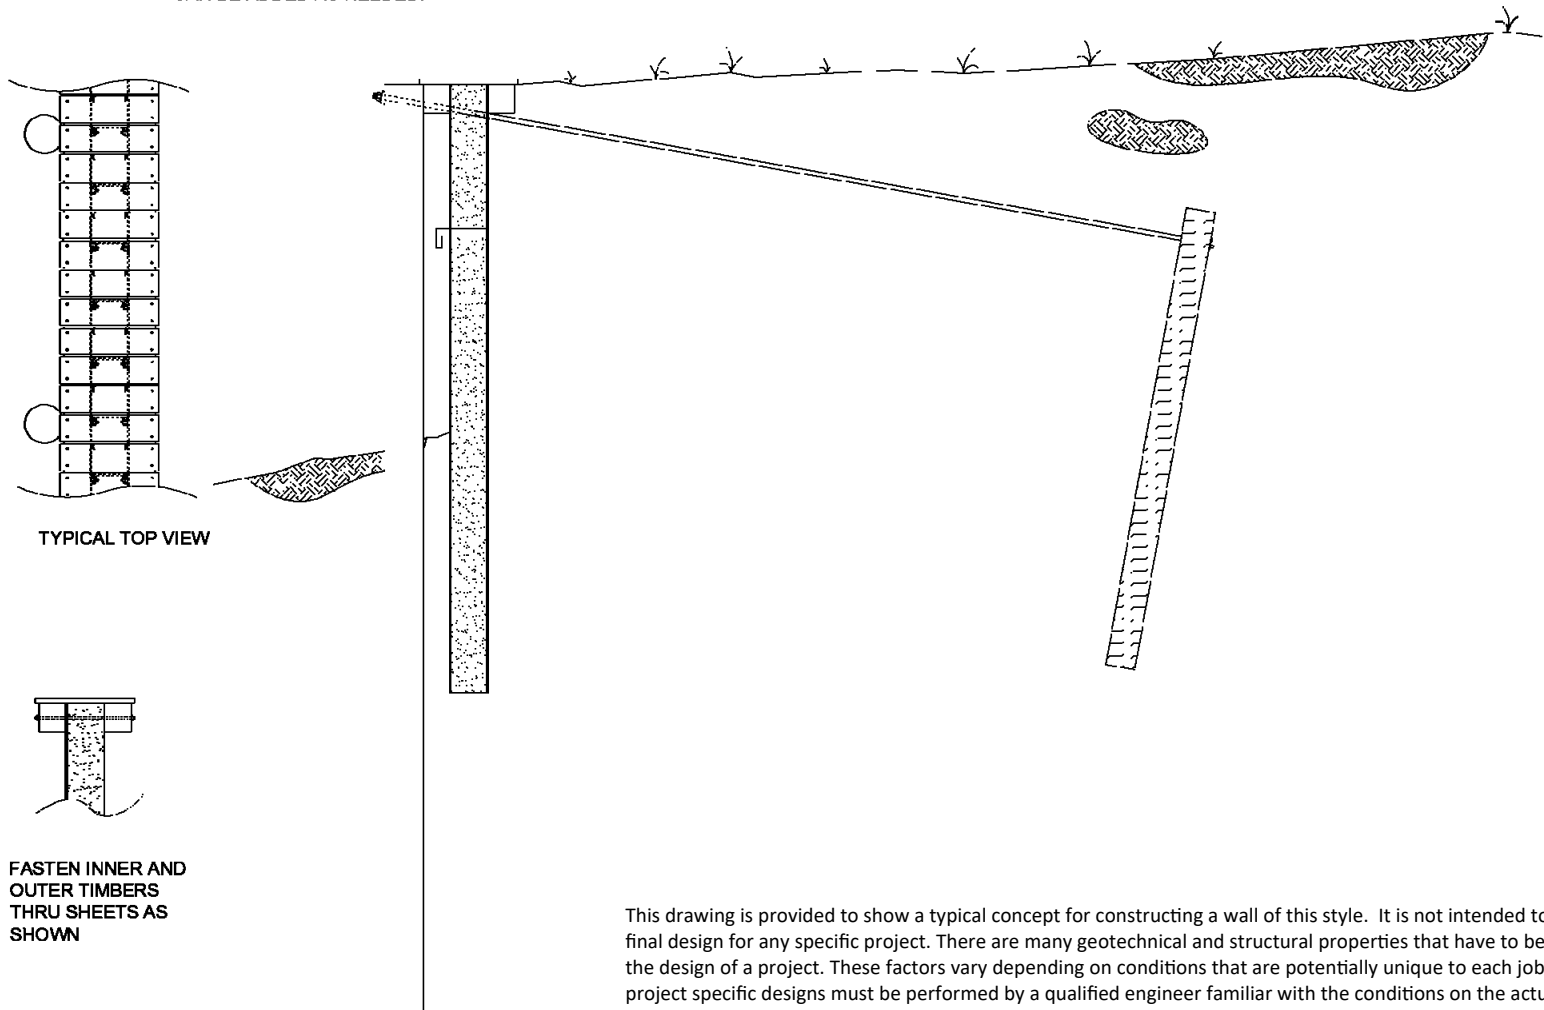 TYPICAL TOP VIEW
FASTEN INNER AND
OUTER TIMBERS
THRU SHEETS AS
SHOWN
This drawing is provided to show a typical concept for constructing a wall of this style. It is not intended to
final design for any specific project. There are many geotechnical and structural properties that have to be
the design of a project. These factors vary depending on conditions that are potentially unique to each job
project specific designs must be performed by a qualified engineer familiar with the conditions on the